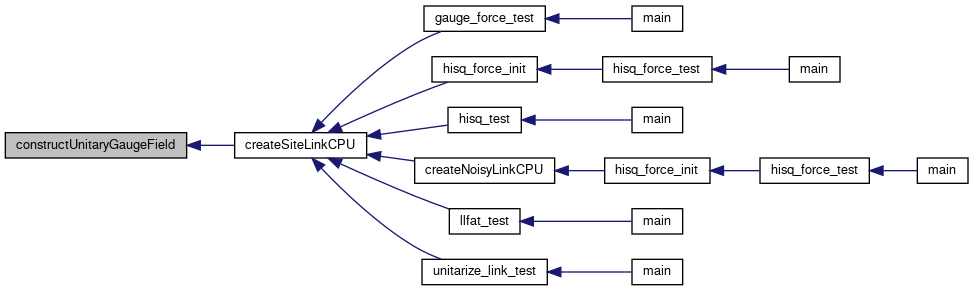 gauge_force_test main
hisq_force_init hisq_force_test main
hisq_test main
constructUnitaryGaugeField createSiteLinkCPU
createNoisyLinkCPU hisq_force_init hisq_force_test main
llfat_test main
unitarize_link_test main